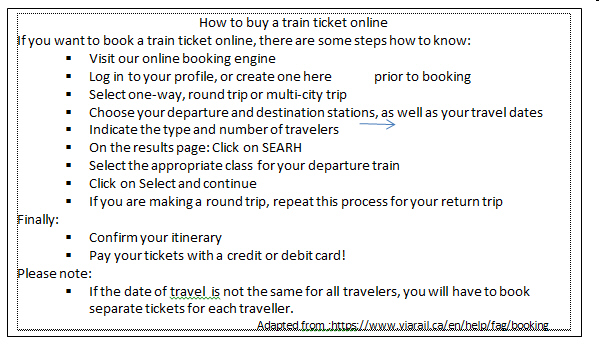 How to buy a train ticket online
If you want to book a train ticket online, there are some steps how to know:
▪ Visit our online booking engine
▪ Log in to your profile, or create one here prior to booking
▪ Select one-way, round trip or multi-city trip
▪ Choose your departure and destination stations, as well as your travel dates
▪ Indicate the type and number of travelers
▪ On the results page: Click on SEARH
▪ Select the appropriate class for your departure train
▪ Click on Select and continue
▪ If you are making a round trip, repeat this process for your return trip
Finally:
▪ Confirm your itinerary
▪ Pay your tickets with a credit or debit card!
Please note:
▪ If the date of travel is not the same for all travelers, you will have to book
separate tickets for each traveller.
Adapted from :https://www.viarail.ca/en/help/fag/booking